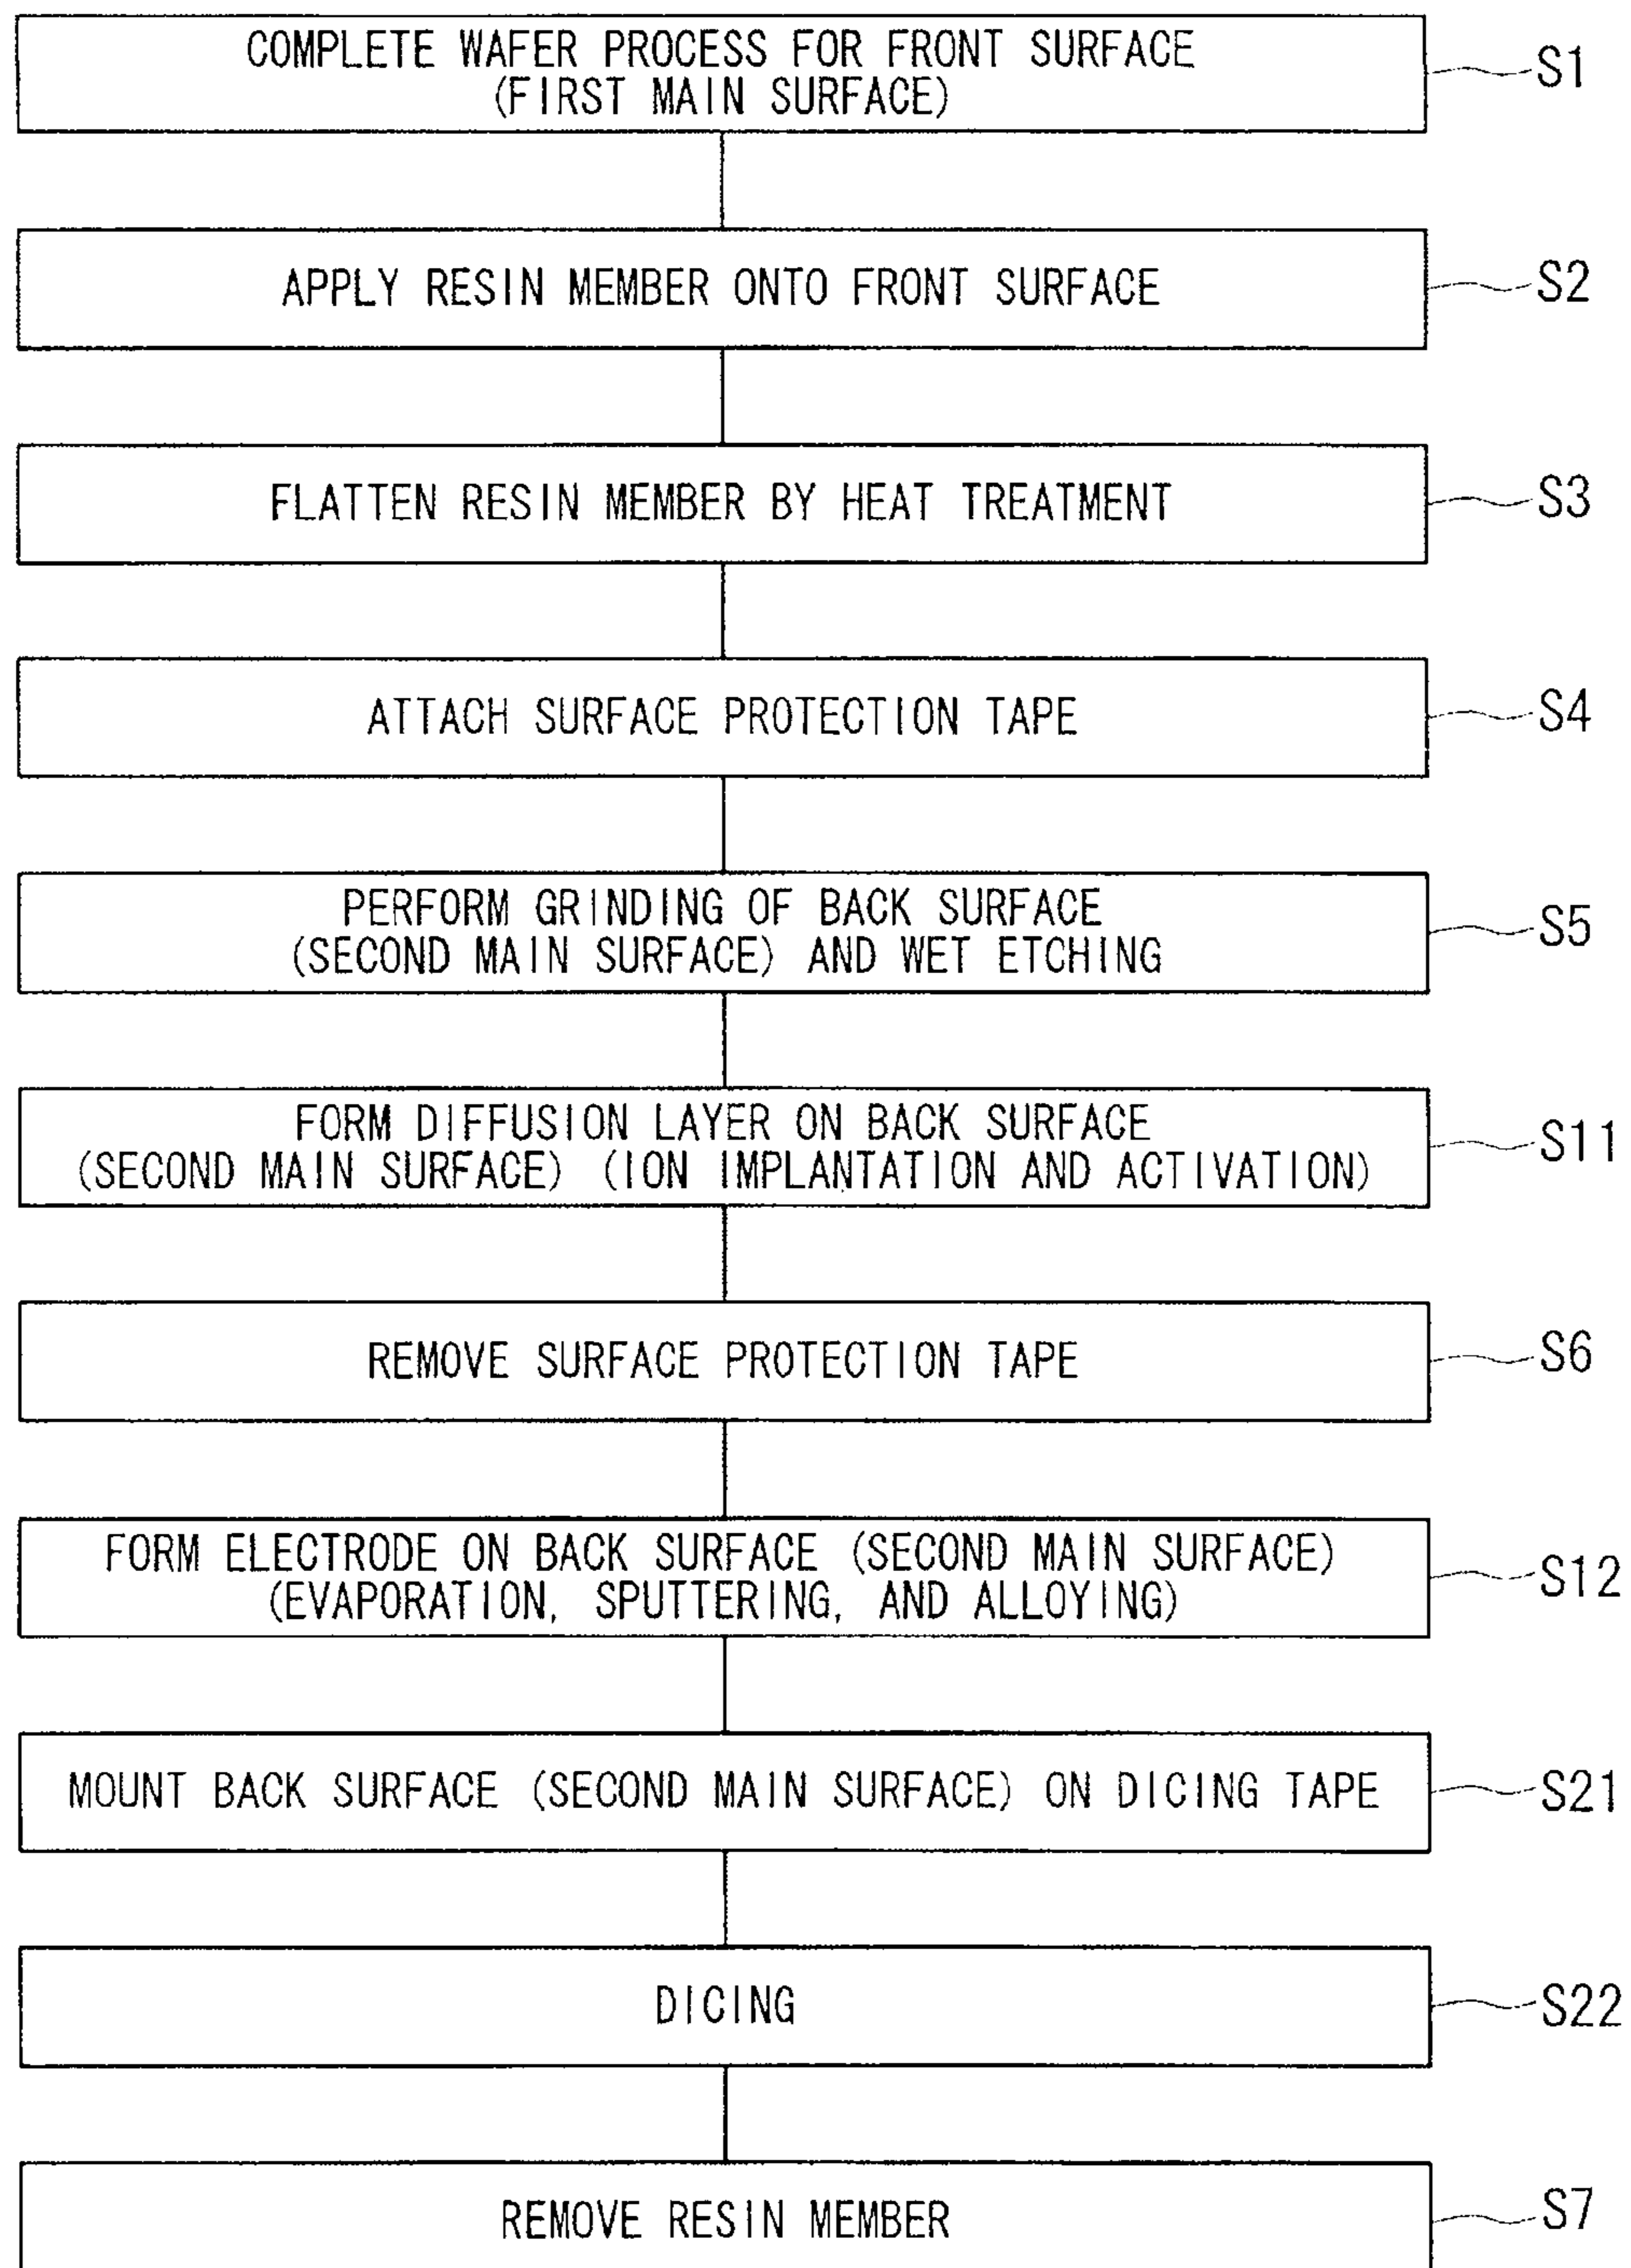 COMPLETE WAFER PROCESS FOR FRONT SURFACE
(FIRST MAIN SURFACE)
S1
APPLY RESIN MEMBER ONTO FRONT SURFACE
S2
FLATTEN RESIN MEMBER BY HEAT TREATMENT
S3
ATTACH SURFACE PROTECTION TAPE
S4
PERFORM GRINDING OF BACK SURFACE
(SECOND MAIN SURFACE) AND WET ETCHING
S5
FORM DIFFUSION LAYER ON BACK SURFACE
(SECOND MAIN SURFACE) (ION IMPLANTATION AND ACTIVATION)
S11
REMOVE SURFACE PROTECTION TAPE
S6
FORM ELECTRODE ON BACK SURFACE (SECOND MAIN SURFACE)
(EVAPORATION, SPUTTERING, AND ALLOYING)
S12
MOUNT BACK SURFACE (SECOND MAIN SURFACE) ON DICING TAPE
S21
DICING
S22
REMOVE RESIN MEMBER
S7